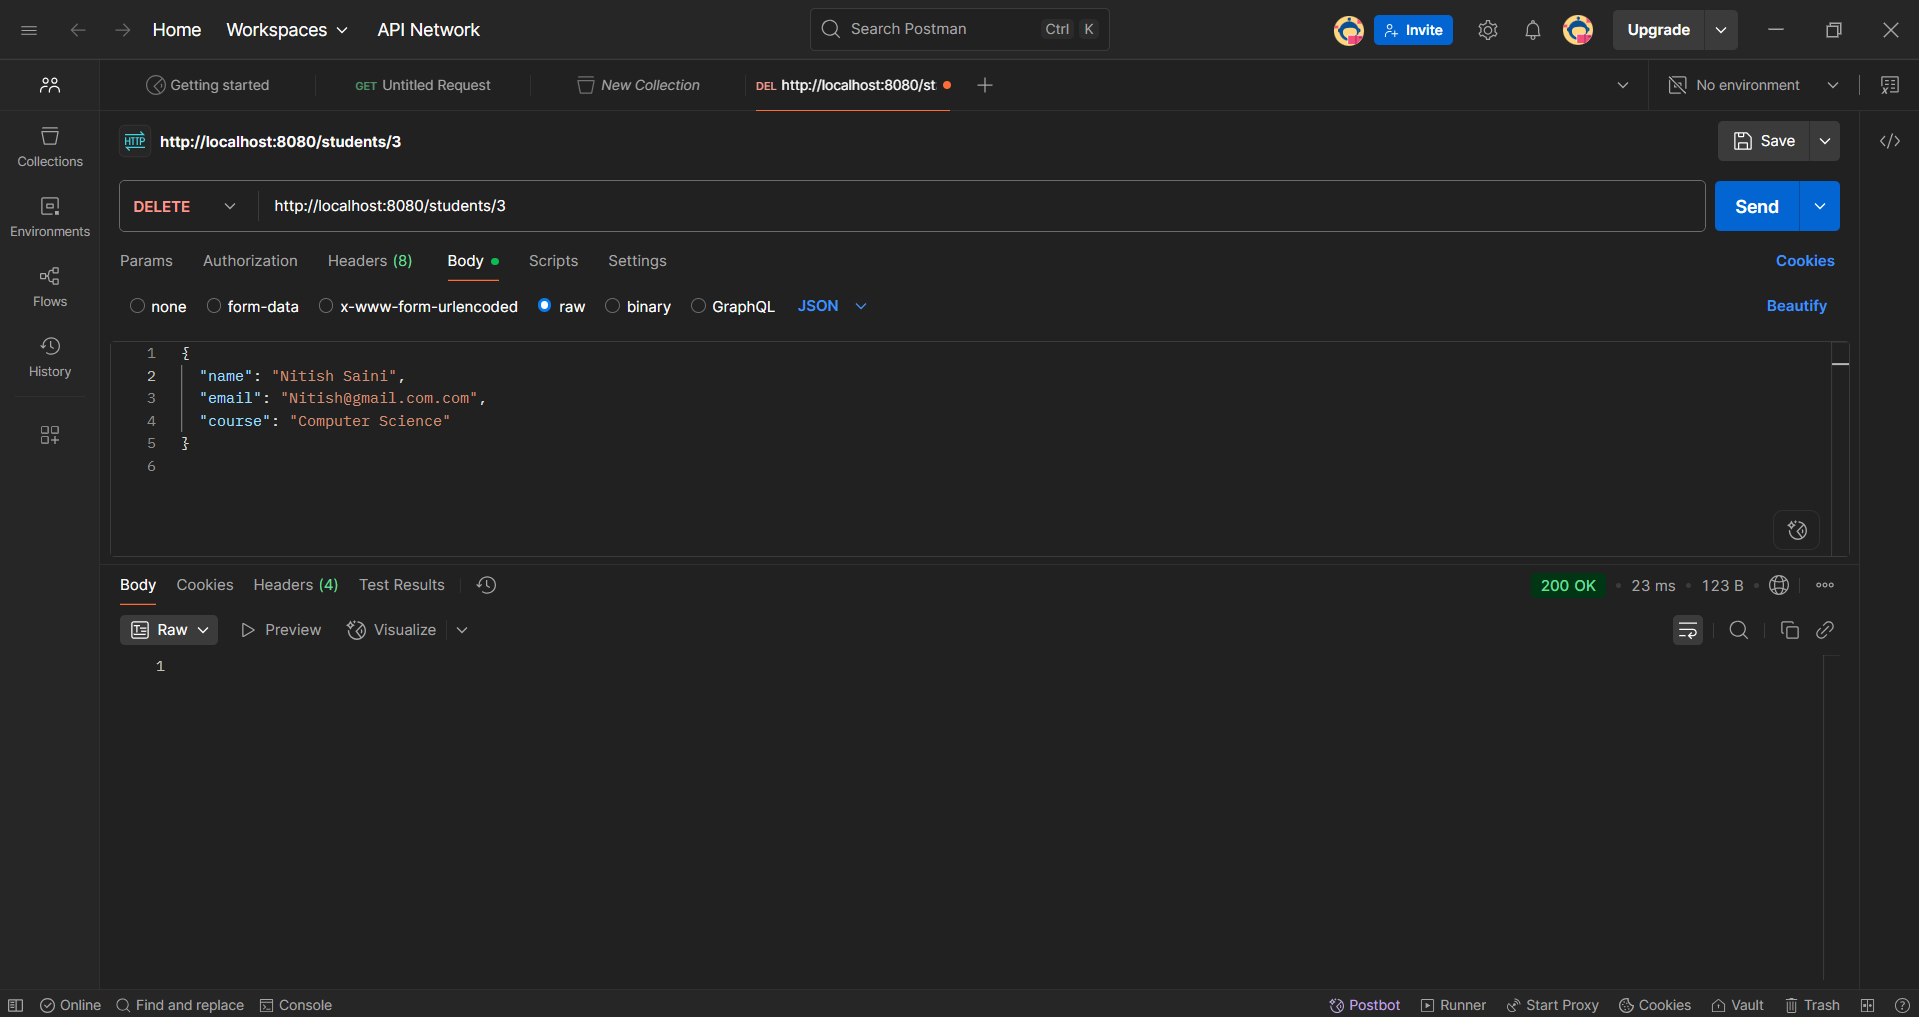 Home Workspaces API Network Search Postman Ctrl K Invite Upgrade
Getting started GET Untitled Request New Collection DEL http://localhost:8080/st No environment
HTTP http://localhost:8080/students/3 Save
Collections
DELETE http://localhost:8080/students/3 Send
Environments
Params Authorization Headers (8) Body Scripts Settings Cookies
Flows
none form-data x-www-form-urlencoded raw binary GraphQL JSON Beautify
History
1 {
2 "name": "Nitish Saini",
3 "email": "Nitish@gmail.com.com",
4 "course": "Computer Science"
5 }
6
Body Cookies Headers (4) Test Results 200 OK 23 ms 123 B
Raw Preview Visualize
1
Online Find and replace Console Postbot Runner Start Proxy Cookies Vault Trash